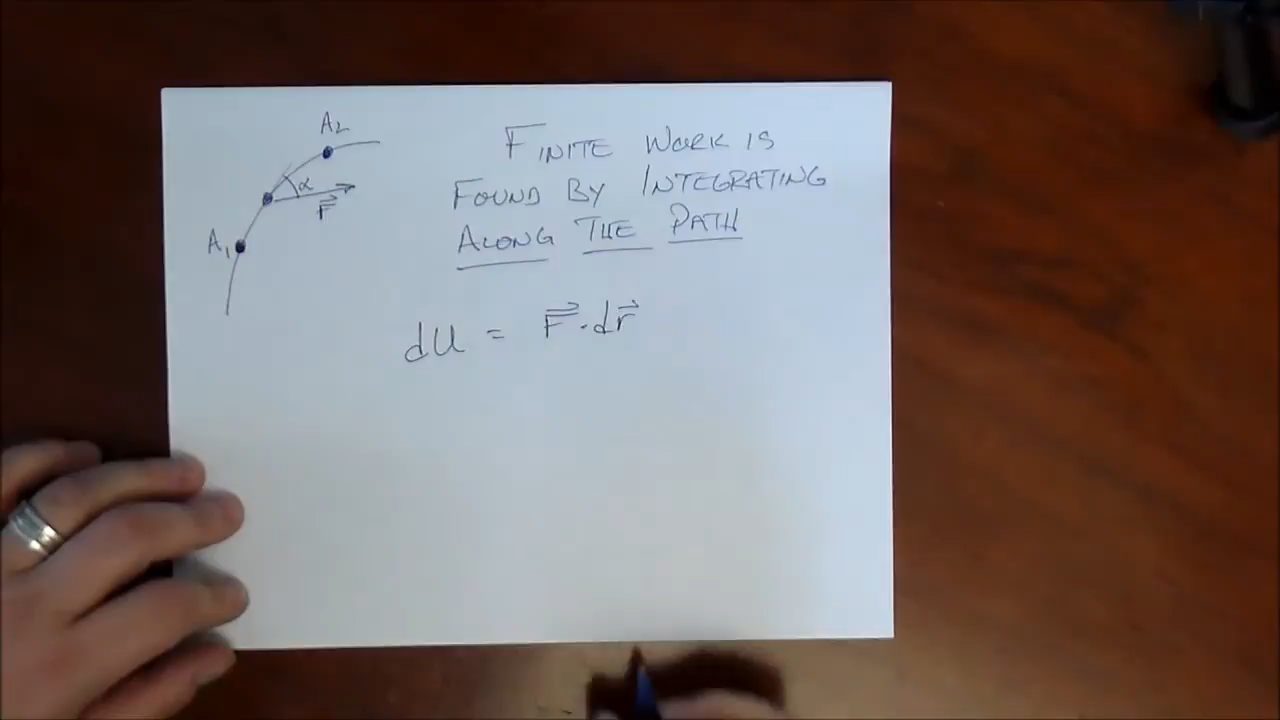 A₂
α
F⃗
A₁
FINITE WORK IS
FOUND BY INTEGRATING
ALONG THE PATH
dU = F⃗ · dr⃗